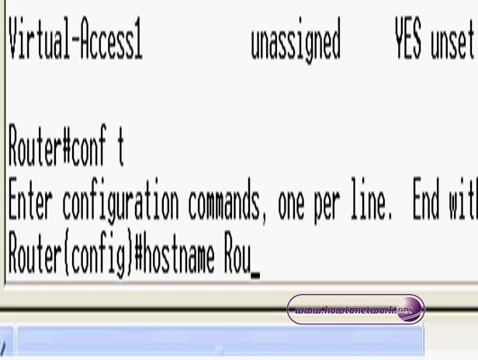 Virtual-Access1 unassigned YES unset
Router#conf t
Enter configuration commands, one per line. End with
Router(config)#hostname Rou_
www.howtonetwork.net